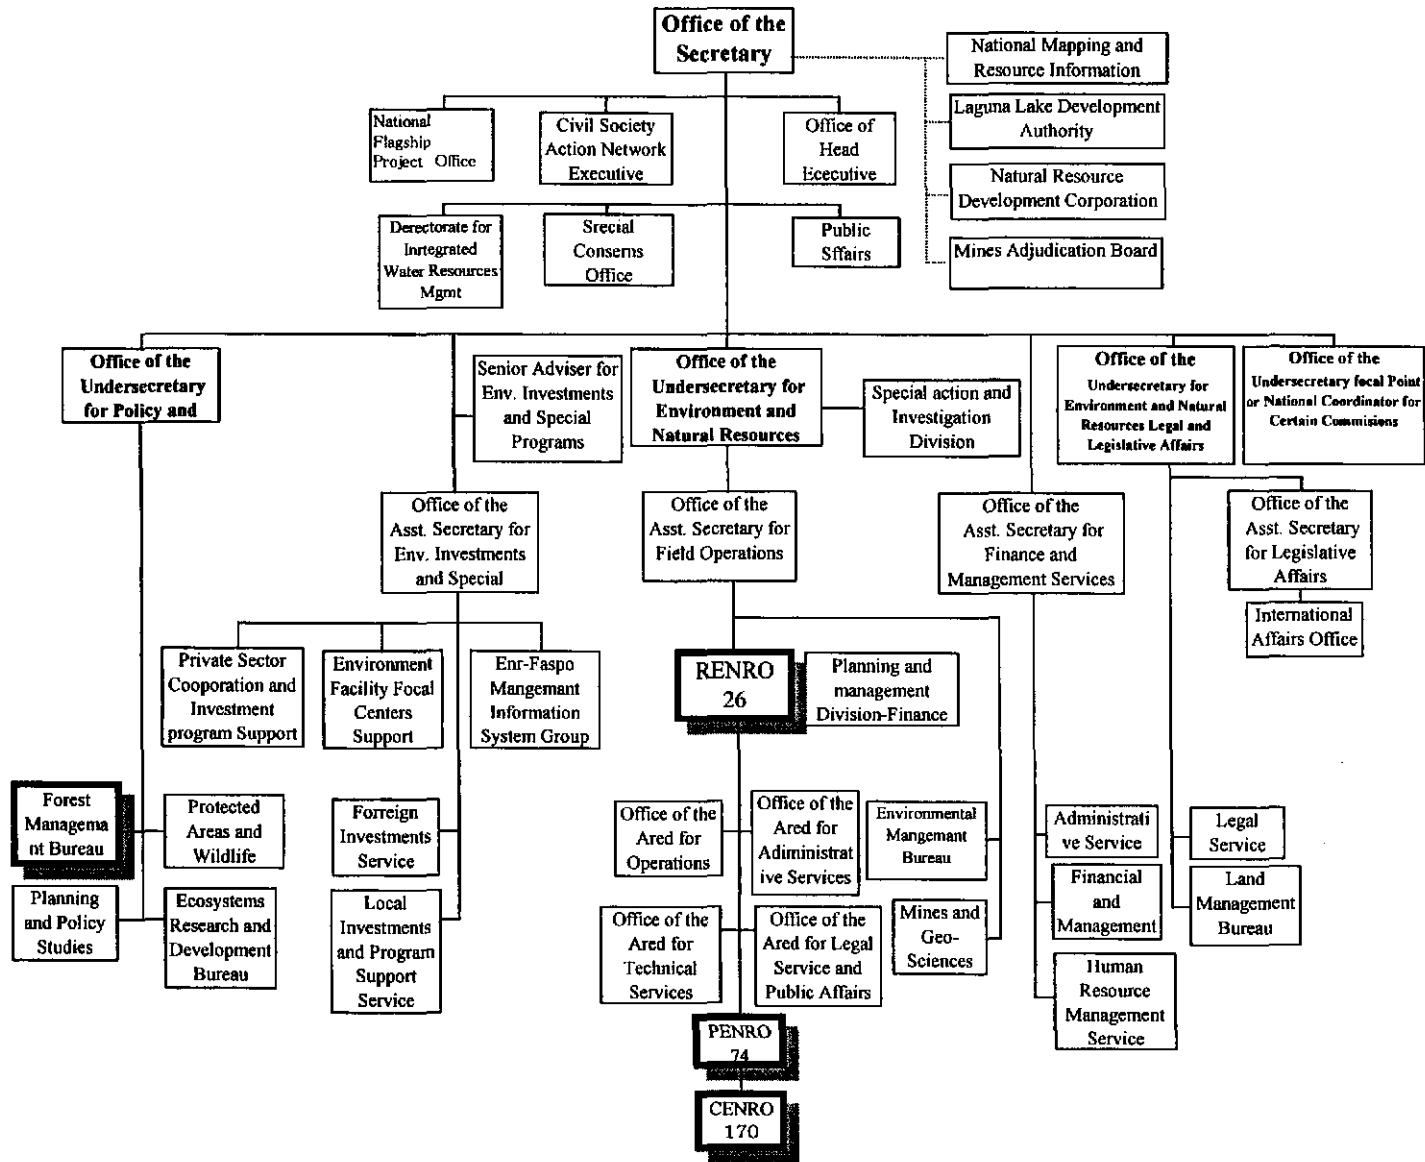 Office of the
Secretary
National Mapping and
Resource Information
Laguna Lake Development
Authority
Natural Resource
Development Corporation
Mines Adjudication Board
National
Flagship
Project Office
Civil Society
Action Network
Executive
Office of
Head
Ececutive
Derectorate for
Inrtegrated
Water Resources
Mgmt
Srecial
Conserns
Office
Public
Sffairs
Office of the
Undersecretary
for Policy and
Senior Adviser for
Env. Investments
and Special
Programs
Office of the
Undersecretary for
Environment and
Natural Resources
Special action and
Investigation
Division
Office of the
Undersecretary for
Environment and Natural
Resources Legal and
Legislative Affairs
Office of the
Undersecretary focal Point
or National Coordinator for
Certain Commisions
Office of the
Asst. Secretary for
Env. Investments
and Special
Office of the
Asst. Secretary for
Field Operations
Office of the
Asst. Secretary for
Finance and
Management Services
Office of the
Asst. Secretary
for Legislative
Affairs
International
Affairs Office
Private Sector
Cooporation and
Investment
program Support
Environment
Facility Focal
Centers
Support
Enr-Faspo
Mangemant
Information
System Group
RENRO
26
Planning and
management
Division-Finance
Forest
Managema
nt Bureau
Protected
Areas and
Wildlife
Forreign
Investments
Service
Office of the
Ared for
Operations
Office of the
Ared for
Adiministrat
ive Services
Environmental
Mangemant
Bureau
Administrati
ve Service
Legal
Service
Planning
and Policy
Studies
Ecosystems
Research and
Development
Bureau
Local
Investments
and Program
Support
Service
Office of the
Ared for
Technical
Services
Office of the
Ared for Legal
Service and
Public Affairs
Mines and
Geo-
Sciences
Financial
and
Management
Land
Management
Bureau
Human
Resource
Management
Service
PENRO
74
CENRO
170